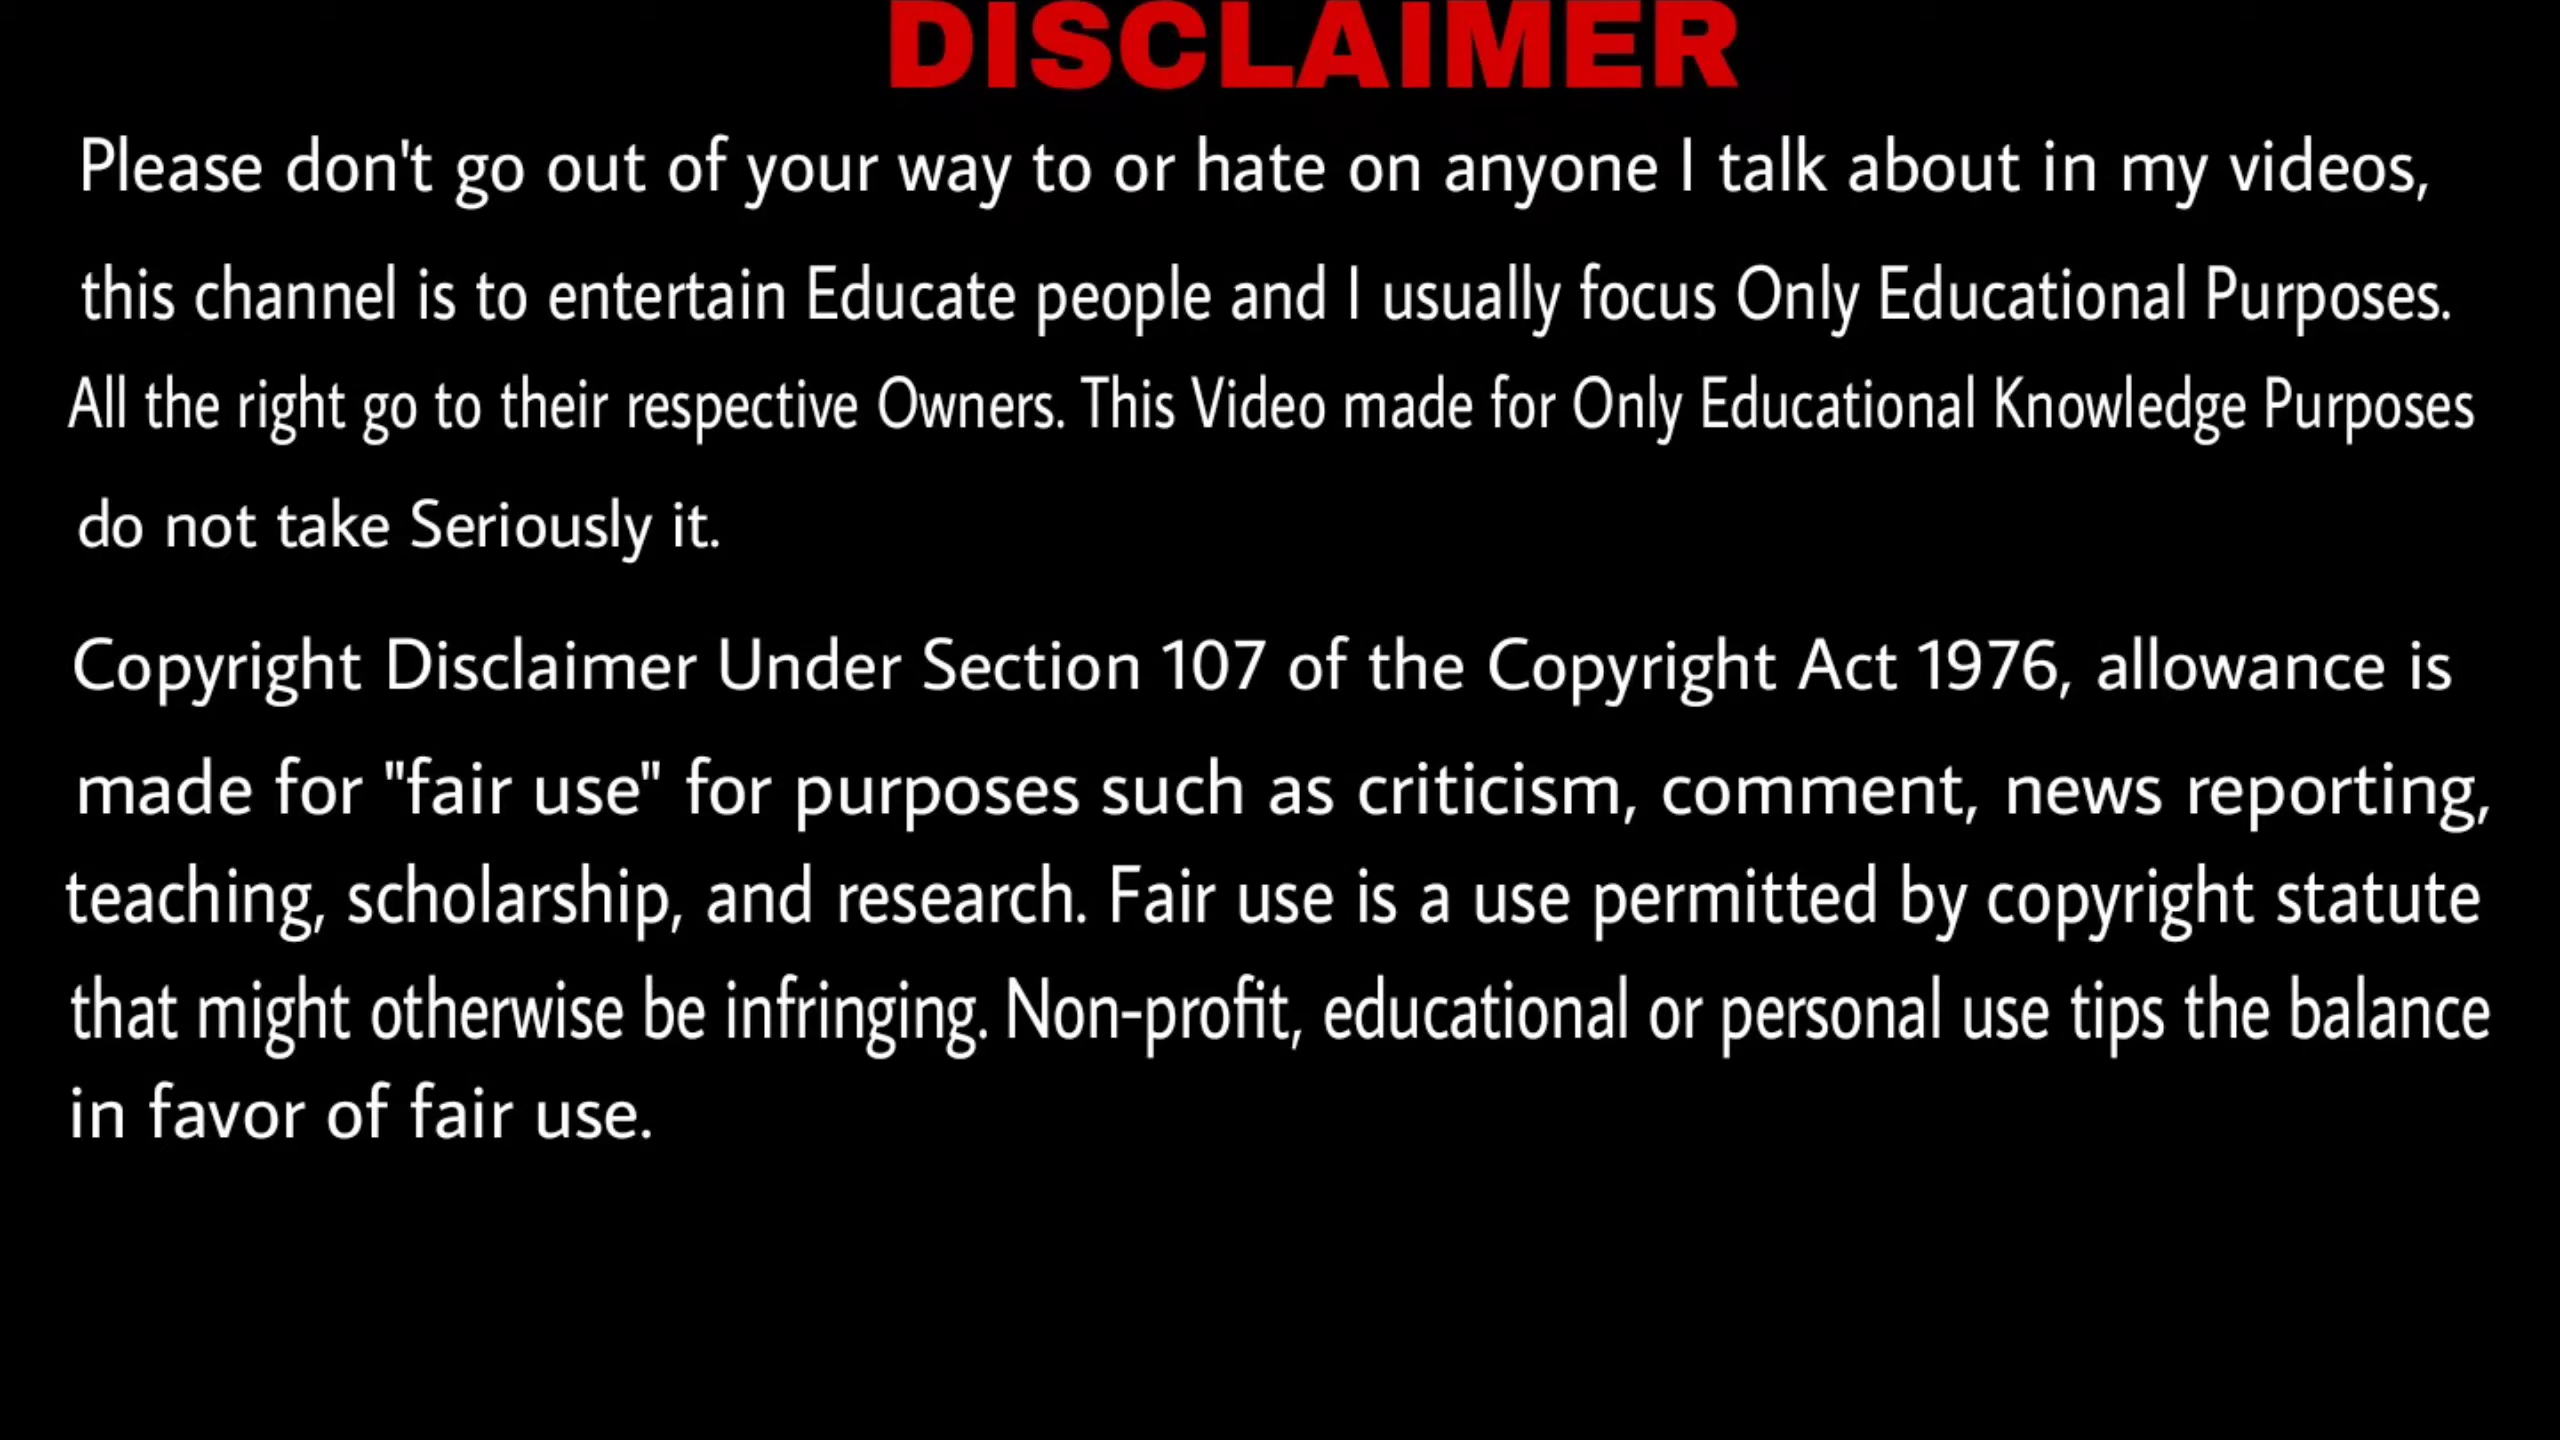 DISCLAIMER
Please don't go out of your way to or hate on anyone I talk about in my videos,
this channel is to entertain Educate people and I usually focus Only Educational Purposes.
All the right go to their respective Owners. This Video made for Only Educational Knowledge Purposes
do not take Seriously it.
Copyright Disclaimer Under Section 107 of the Copyright Act 1976, allowance is
made for "fair use" for purposes such as criticism, comment, news reporting,
teaching, scholarship, and research. Fair use is a use permitted by copyright statute
that might otherwise be infringing. Non-profit, educational or personal use tips the balance
in favor of fair use.